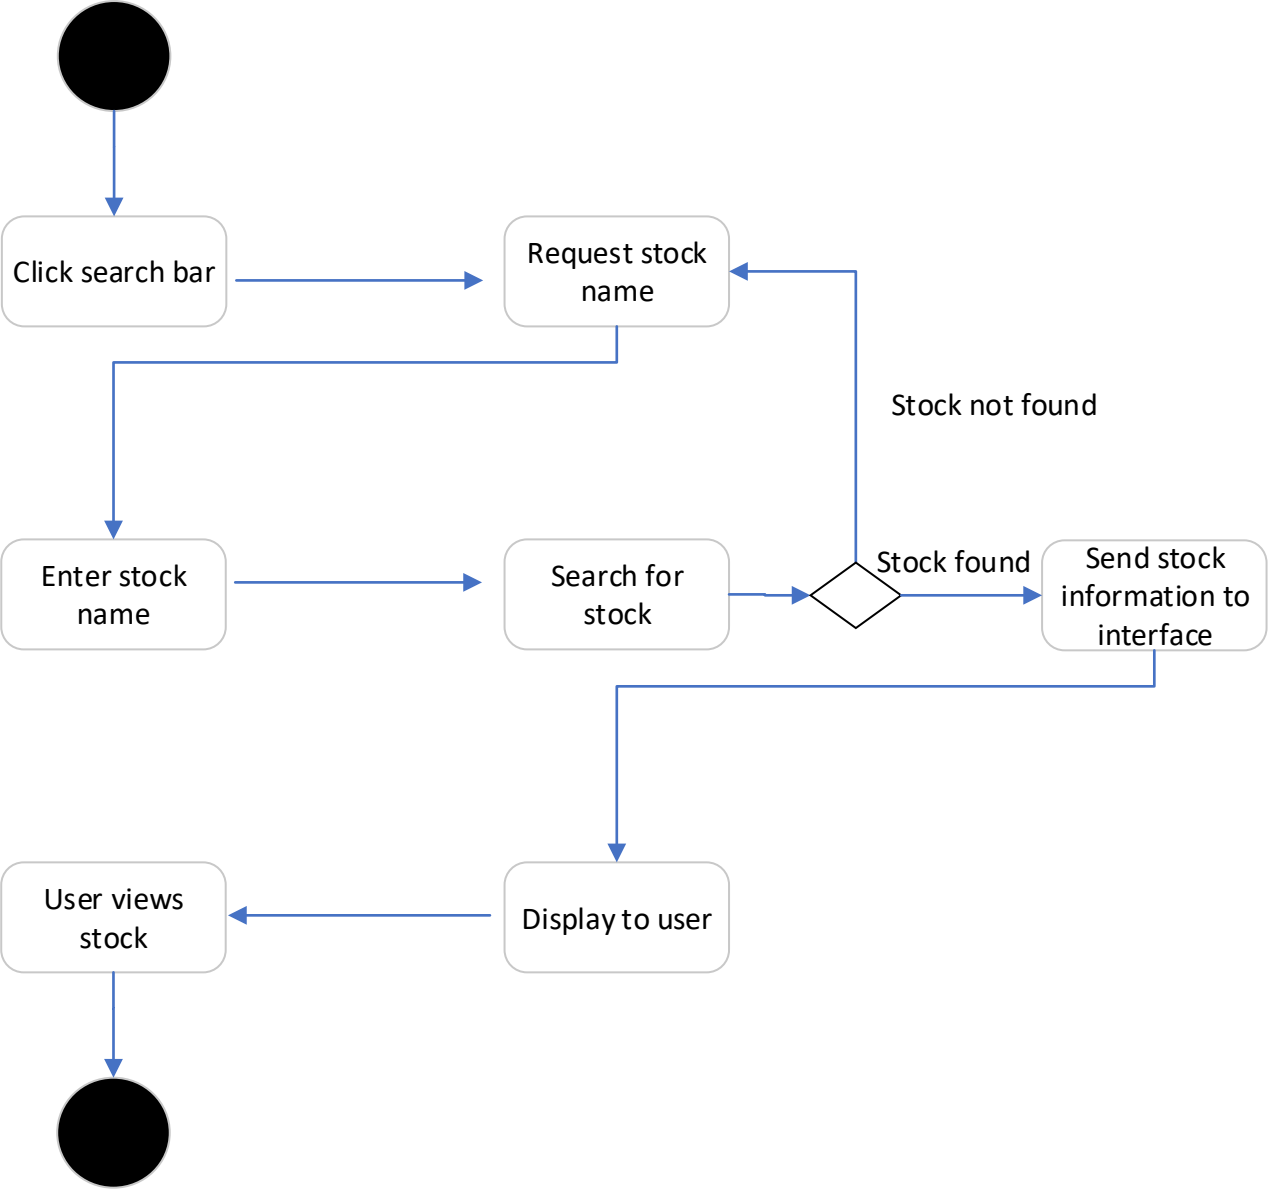 Click search bar
Request stock
name
Stock not found
Enter stock
name
Search for
stock
Stock found
Send stock
information to
interface
User views
stock
Display to user